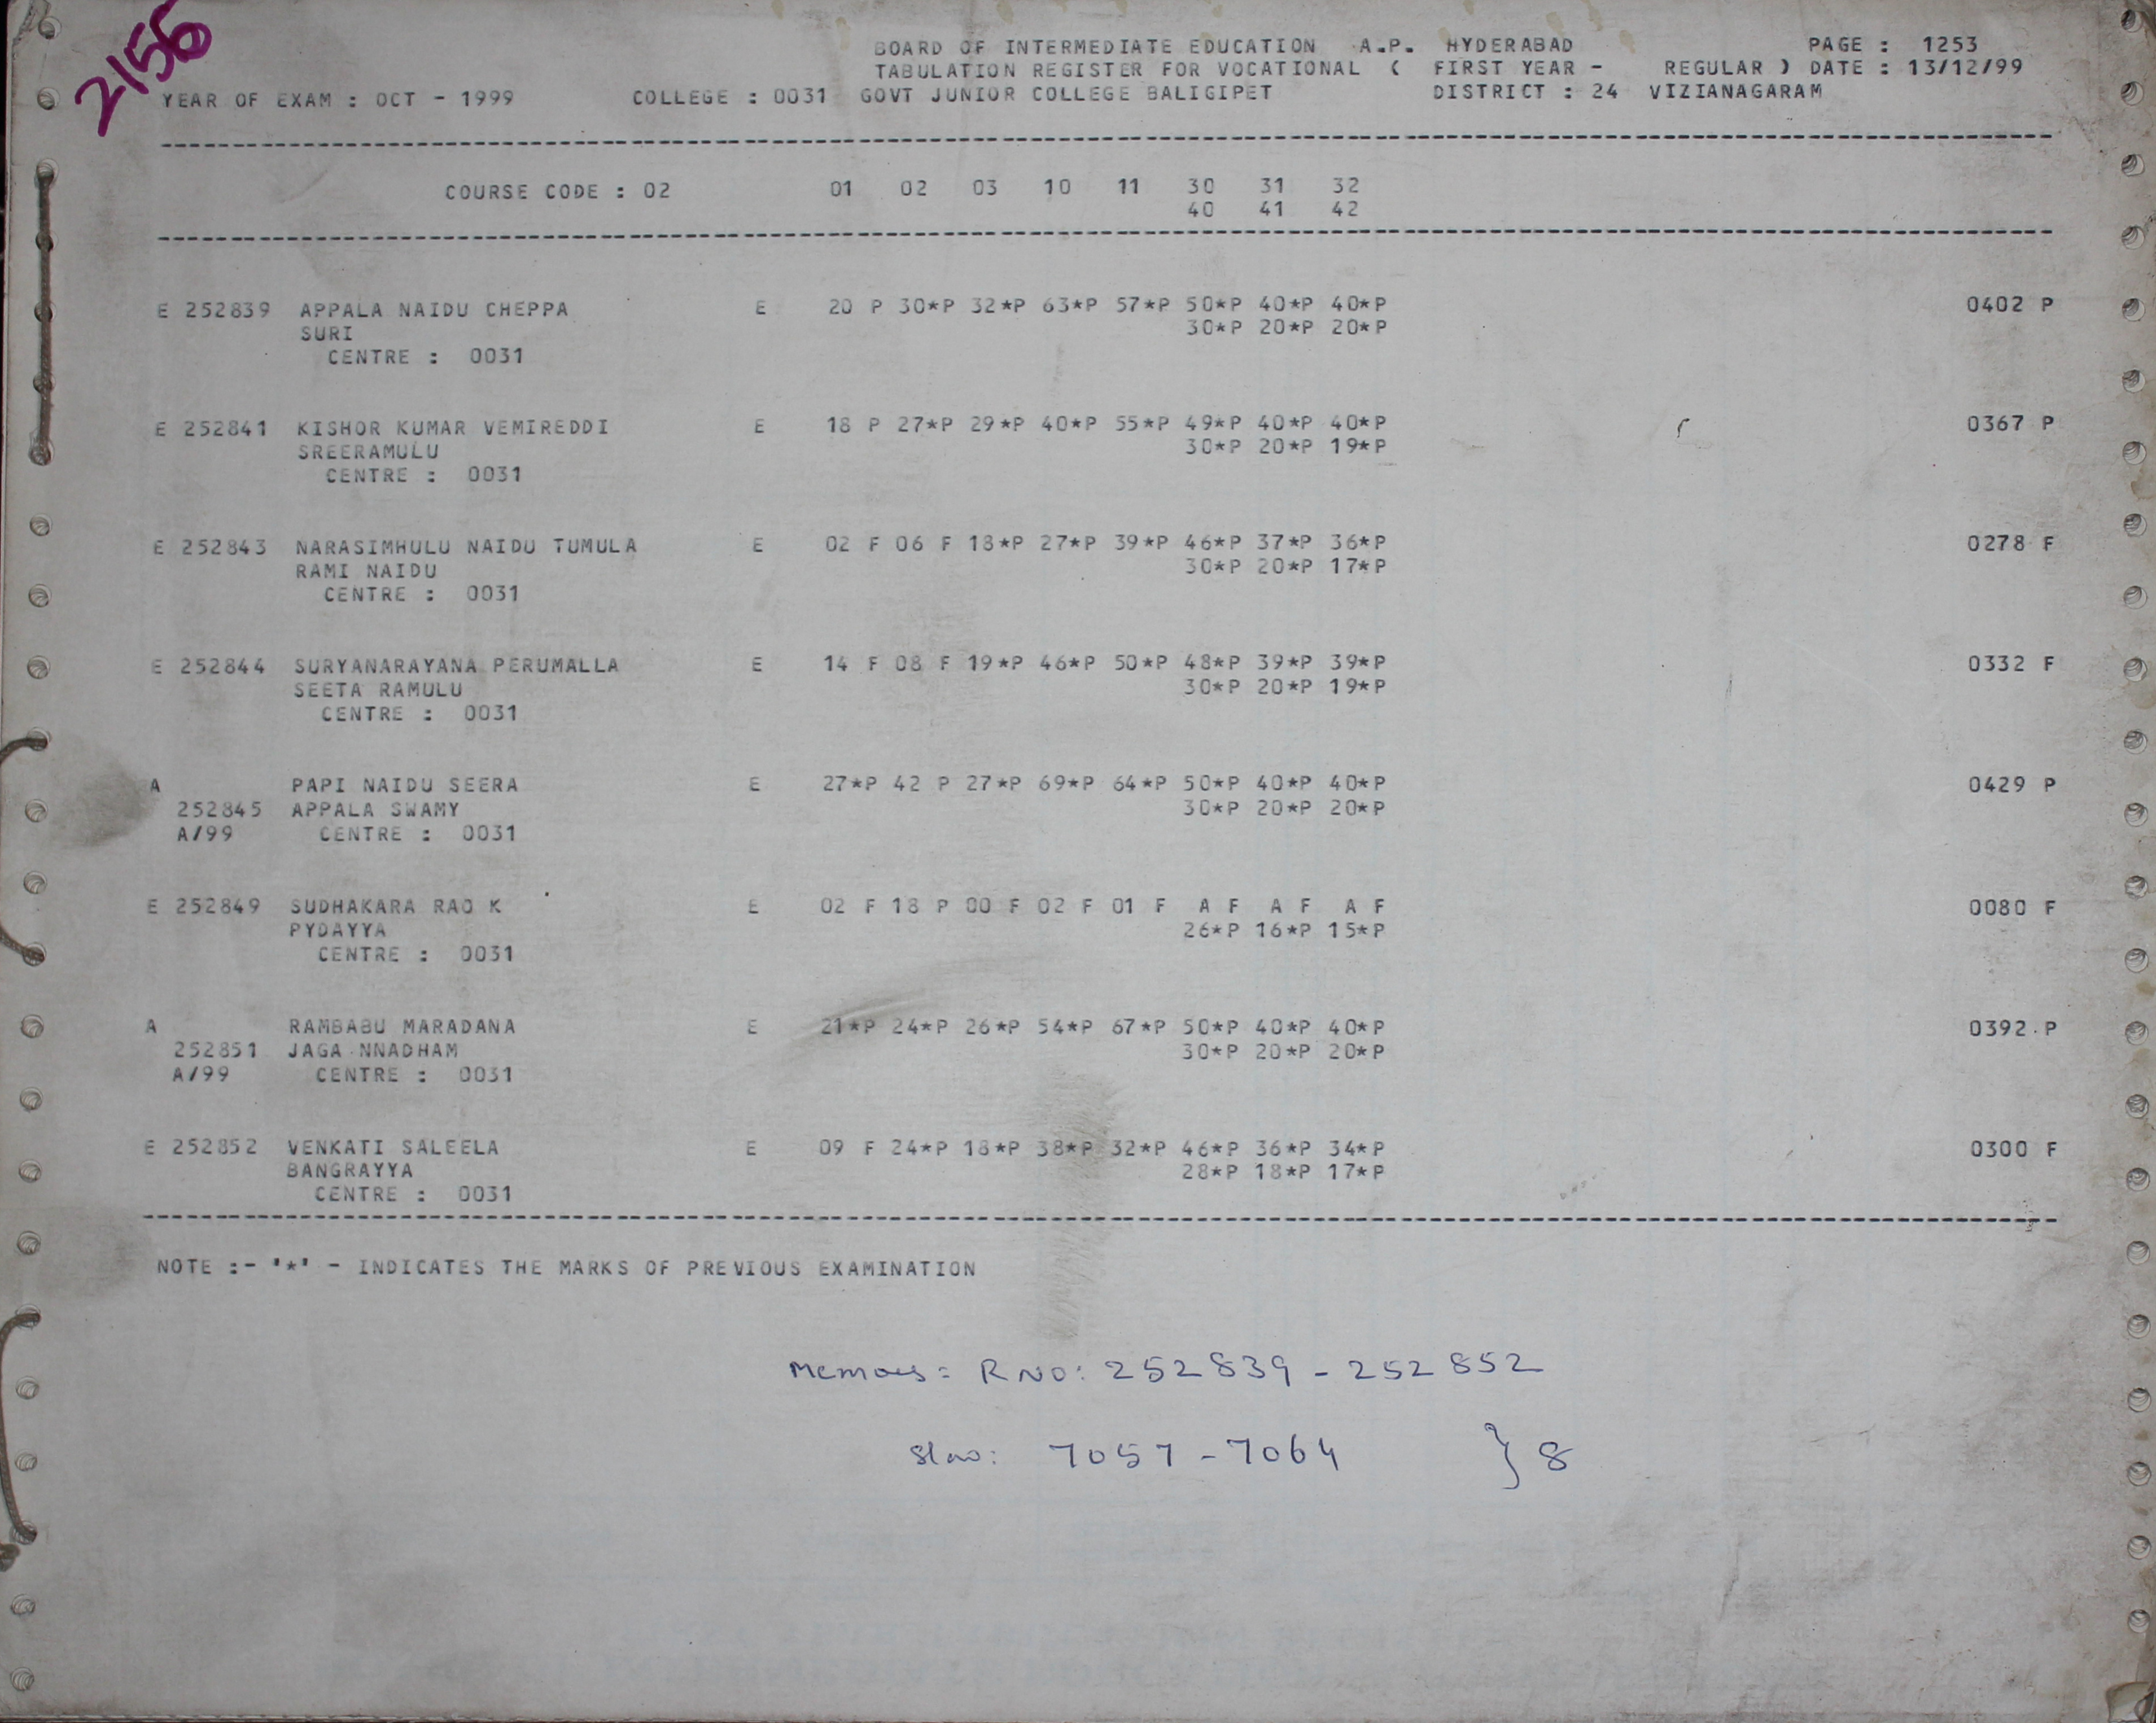 2156
BOARD OF INTERMEDIATE EDUCATION A.P. HYDERABAD PAGE : 1253
TABULATION REGISTER FOR VOCATIONAL ( FIRST YEAR - REGULAR ) DATE : 13/12/99
YEAR OF EXAM : OCT - 1999 COLLEGE : 0031 GOVT JUNIOR COLLEGE BALIGIPET DISTRICT : 24 VIZIANAGARAM
COURSE CODE : 02 01 02 03 10 11 30 31 32
40 41 42
E 252839 APPALA NAIDU CHEPPA E 20 P 30*P 32*P 63*P 57*P 50*P 40*P 40*P 0402 P
SURI 30*P 20*P 20*P
CENTRE : 0031
E 252841 KISHOR KUMAR VEMIREDDI E 18 P 27*P 29*P 40*P 55*P 49*P 40*P 40*P 0367 P
SREERAMULU 30*P 20*P 19*P
CENTRE : 0031
E 252843 NARASIMHULU NAIDU TUMULA E 02 F 06 F 18*P 27*P 39*P 46*P 37*P 36*P 0278 F
RAMI NAIDU 30*P 20*P 17*P
CENTRE : 0031
E 252844 SURYANARAYANA PERUMALLA E 14 F 08 F 19*P 46*P 50*P 48*P 39*P 39*P 0332 F
SEETA RAMULU 30*P 20*P 19*P
CENTRE : 0031
A PAPI NAIDU SEERA E 27*P 42 P 27*P 69*P 64*P 50*P 40*P 40*P 0429 P
252845 APPALA SWAMY 30*P 20*P 20*P
A/99 CENTRE : 0031
E 252849 SUDHAKARA RAO K E 02 F 18 P 00 F 02 F 01 F A F A F A F 0080 F
PYDAYYA 26*P 16*P 15*P
CENTRE : 0031
A RAMBABU MARADANA E 21*P 24*P 26*P 54*P 67*P 50*P 40*P 40*P 0392 P
252851 JAGA NNADHAM 30*P 20*P 20*P
A/99 CENTRE : 0031
E 252852 VENKATI SALEELA E 09 F 24*P 18*P 38*P 32*P 46*P 36*P 34*P 0300 F
BANGRAYYA 28*P 18*P 17*P
CENTRE : 0031
NOTE :- '*' - INDICATES THE MARKS OF PREVIOUS EXAMINATION
Memoes = R NO: 252839 - 252852
Sl no: 7057 - 7064 } 8